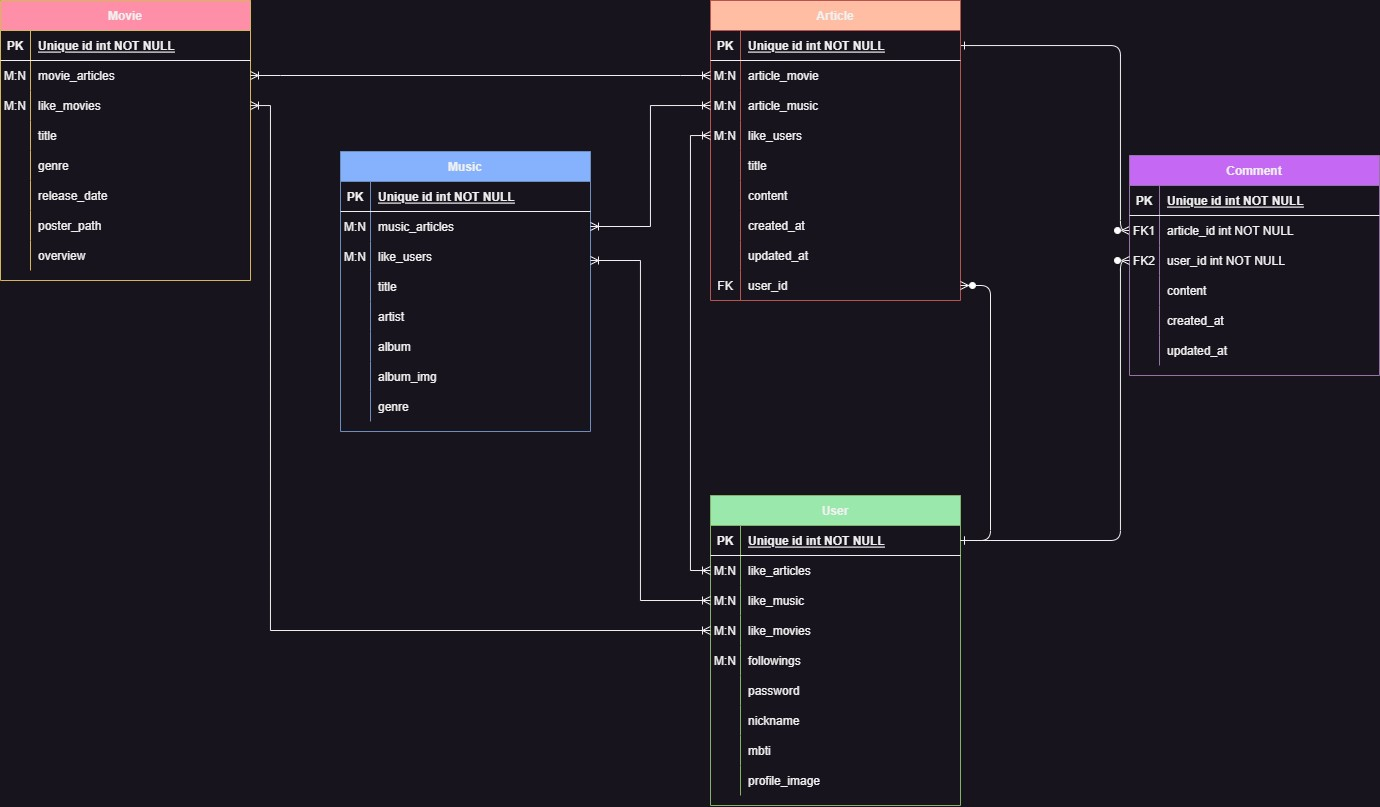 Movie
PK Unique id int NOT NULL
M:N movie_articles
M:N like_movies
title
genre
release_date
poster_path
overview
Music
PK Unique id int NOT NULL
M:N music_articles
M:N like_users
title
artist
album
album_img
genre
Article
PK Unique id int NOT NULL
M:N article_movie
M:N article_music
M:N like_users
title
content
created_at
updated_at
FK user_id
Comment
PK Unique id int NOT NULL
FK1 article_id int NOT NULL
FK2 user_id int NOT NULL
content
created_at
updated_at
User
PK Unique id int NOT NULL
M:N like_articles
M:N like_music
M:N like_movies
M:N followings
password
nickname
mbti
profile_image